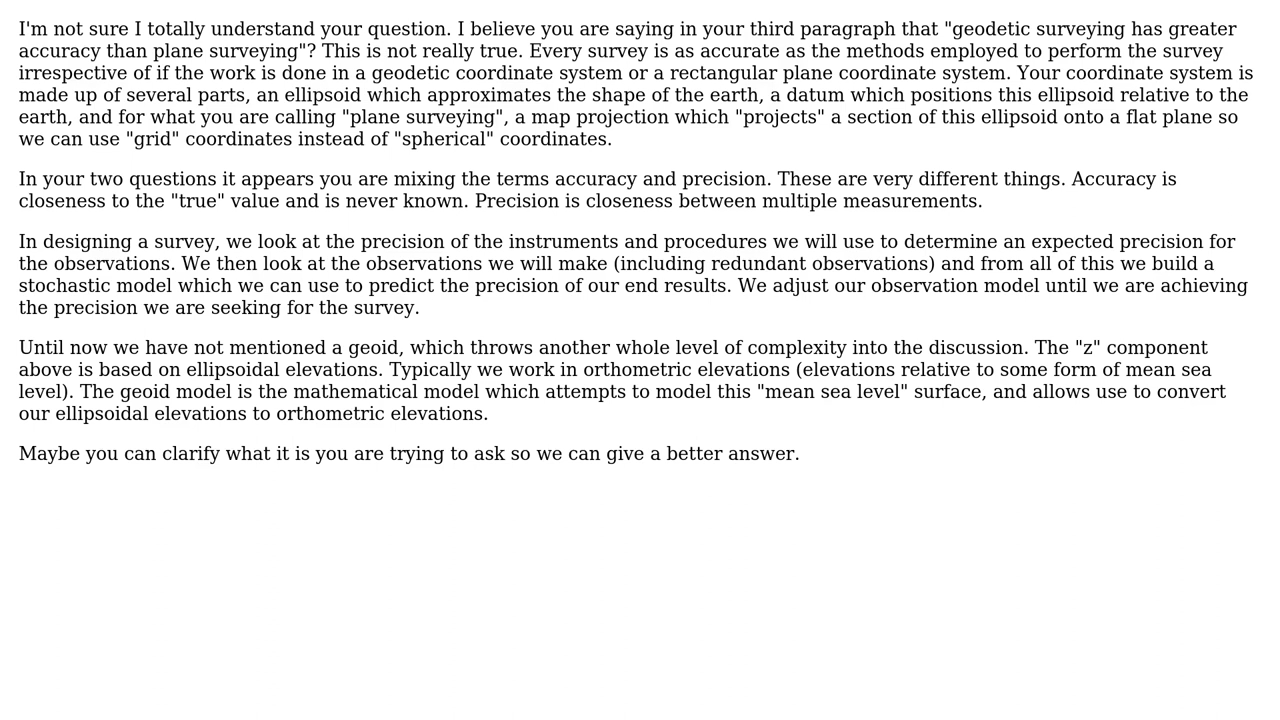 I'm not sure I totally understand your question. I believe you are saying in your third paragraph that "geodetic surveying has greater
accuracy than plane surveying"? This is not really true. Every survey is as accurate as the methods employed to perform the survey
irrespective of if the work is done in a geodetic coordinate system or a rectangular plane coordinate system. Your coordinate system is
made up of several parts, an ellipsoid which approximates the shape of the earth, a datum which positions this ellipsoid relative to the
earth, and for what you are calling "plane surveying", a map projection which "projects" a section of this ellipsoid onto a flat plane so
we can use "grid" coordinates instead of "spherical" coordinates.
In your two questions it appears you are mixing the terms accuracy and precision. These are very different things. Accuracy is
closeness to the "true" value and is never known. Precision is closeness between multiple measurements.
In designing a survey, we look at the precision of the instruments and procedures we will use to determine an expected precision for
the observations. We then look at the observations we will make (including redundant observations) and from all of this we build a
stochastic model which we can use to predict the precision of our end results. We adjust our observation model until we are achieving
the precision we are seeking for the survey.
Until now we have not mentioned a geoid, which throws another whole level of complexity into the discussion. The "z" component
above is based on ellipsoidal elevations. Typically we work in orthometric elevations (elevations relative to some form of mean sea
level). The geoid model is the mathematical model which attempts to model this "mean sea level" surface, and allows use to convert
our ellipsoidal elevations to orthometric elevations.
Maybe you can clarify what it is you are trying to ask so we can give a better answer.